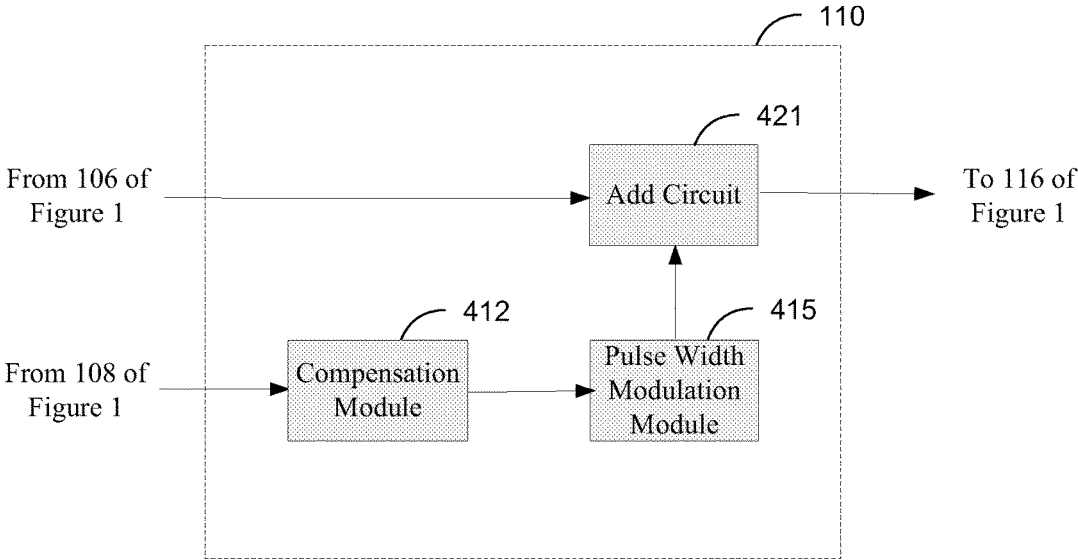 110
421
From 106 of
Figure 1
Add Circuit
To 116 of
Figure 1
412
415
From 108 of
Figure 1
Compensation
Module
Pulse Width
Modulation
Module